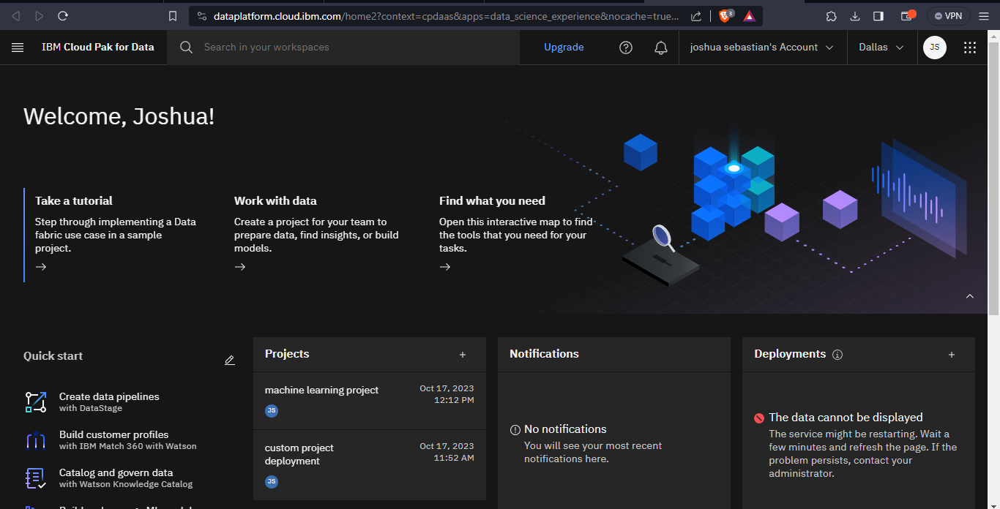 dataplatform.cloud.ibm.com/home2?context=cpdaas&apps=data_science_experience&nocache=true...
3
VPN
IBM Cloud Pak for Data
Search in your workspaces
Upgrade
joshua sebastian's Account
Dallas
JS
Welcome, Joshua!
Take a tutorial
Step through implementing a Data
fabric use case in a sample
project.
Work with data
Create a project for your team to
prepare data, find insights, or build
models.
Find what you need
Open this interactive map to find
the tools that you need for your
tasks.
Quick start
Create data pipelines
with DataStage
Build customer profiles
with IBM Match 360 with Watson
Catalog and govern data
with Watson Knowledge Catalog
Projects
machine learning project
Oct 17, 2023
12:12 PM
JS
custom project
deployment
Oct 17, 2023
11:52 AM
JS
Notifications
No notifications
You will see your most recent
notifications here.
Deployments
The data cannot be displayed
The service might be restarting. Wait a
few minutes and refresh the page. If the
problem persists, contact your
administrator.